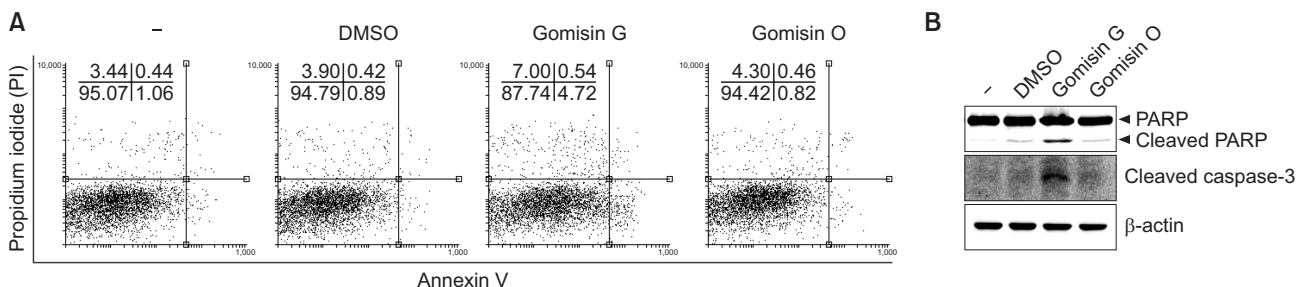 A
–
DMSO
Gomisin G
Gomisin O
Propidium iodide (PI)
10,000
3.44 0.44
95.07 1.06
1,000
10,000
3.90 0.42
94.79 0.89
1,000
10,000
7.00 0.54
87.74 4.72
1,000
10,000
4.30 0.46
94.42 0.82
1,000
Annexin V
B
–
DMSO
Gomisin G
Gomisin O
PARP
Cleaved PARP
Cleaved caspase-3
β-actin